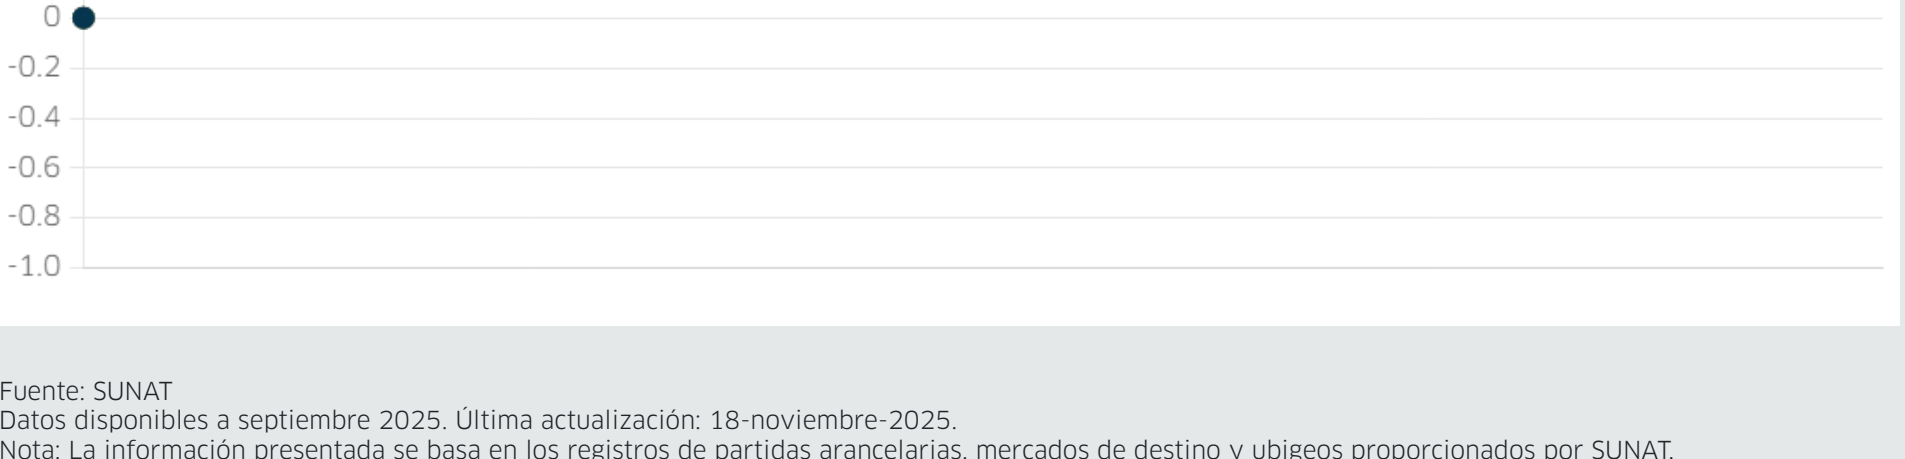 0
-0.2
-0.4
-0.6
-0.8
-1.0
Fuente: SUNAT
Datos disponibles a septiembre 2025. Última actualización: 18-noviembre-2025.
Nota: La información presentada se basa en los registros de partidas arancelarias, mercados de destino y ubigeos proporcionados por SUNAT.